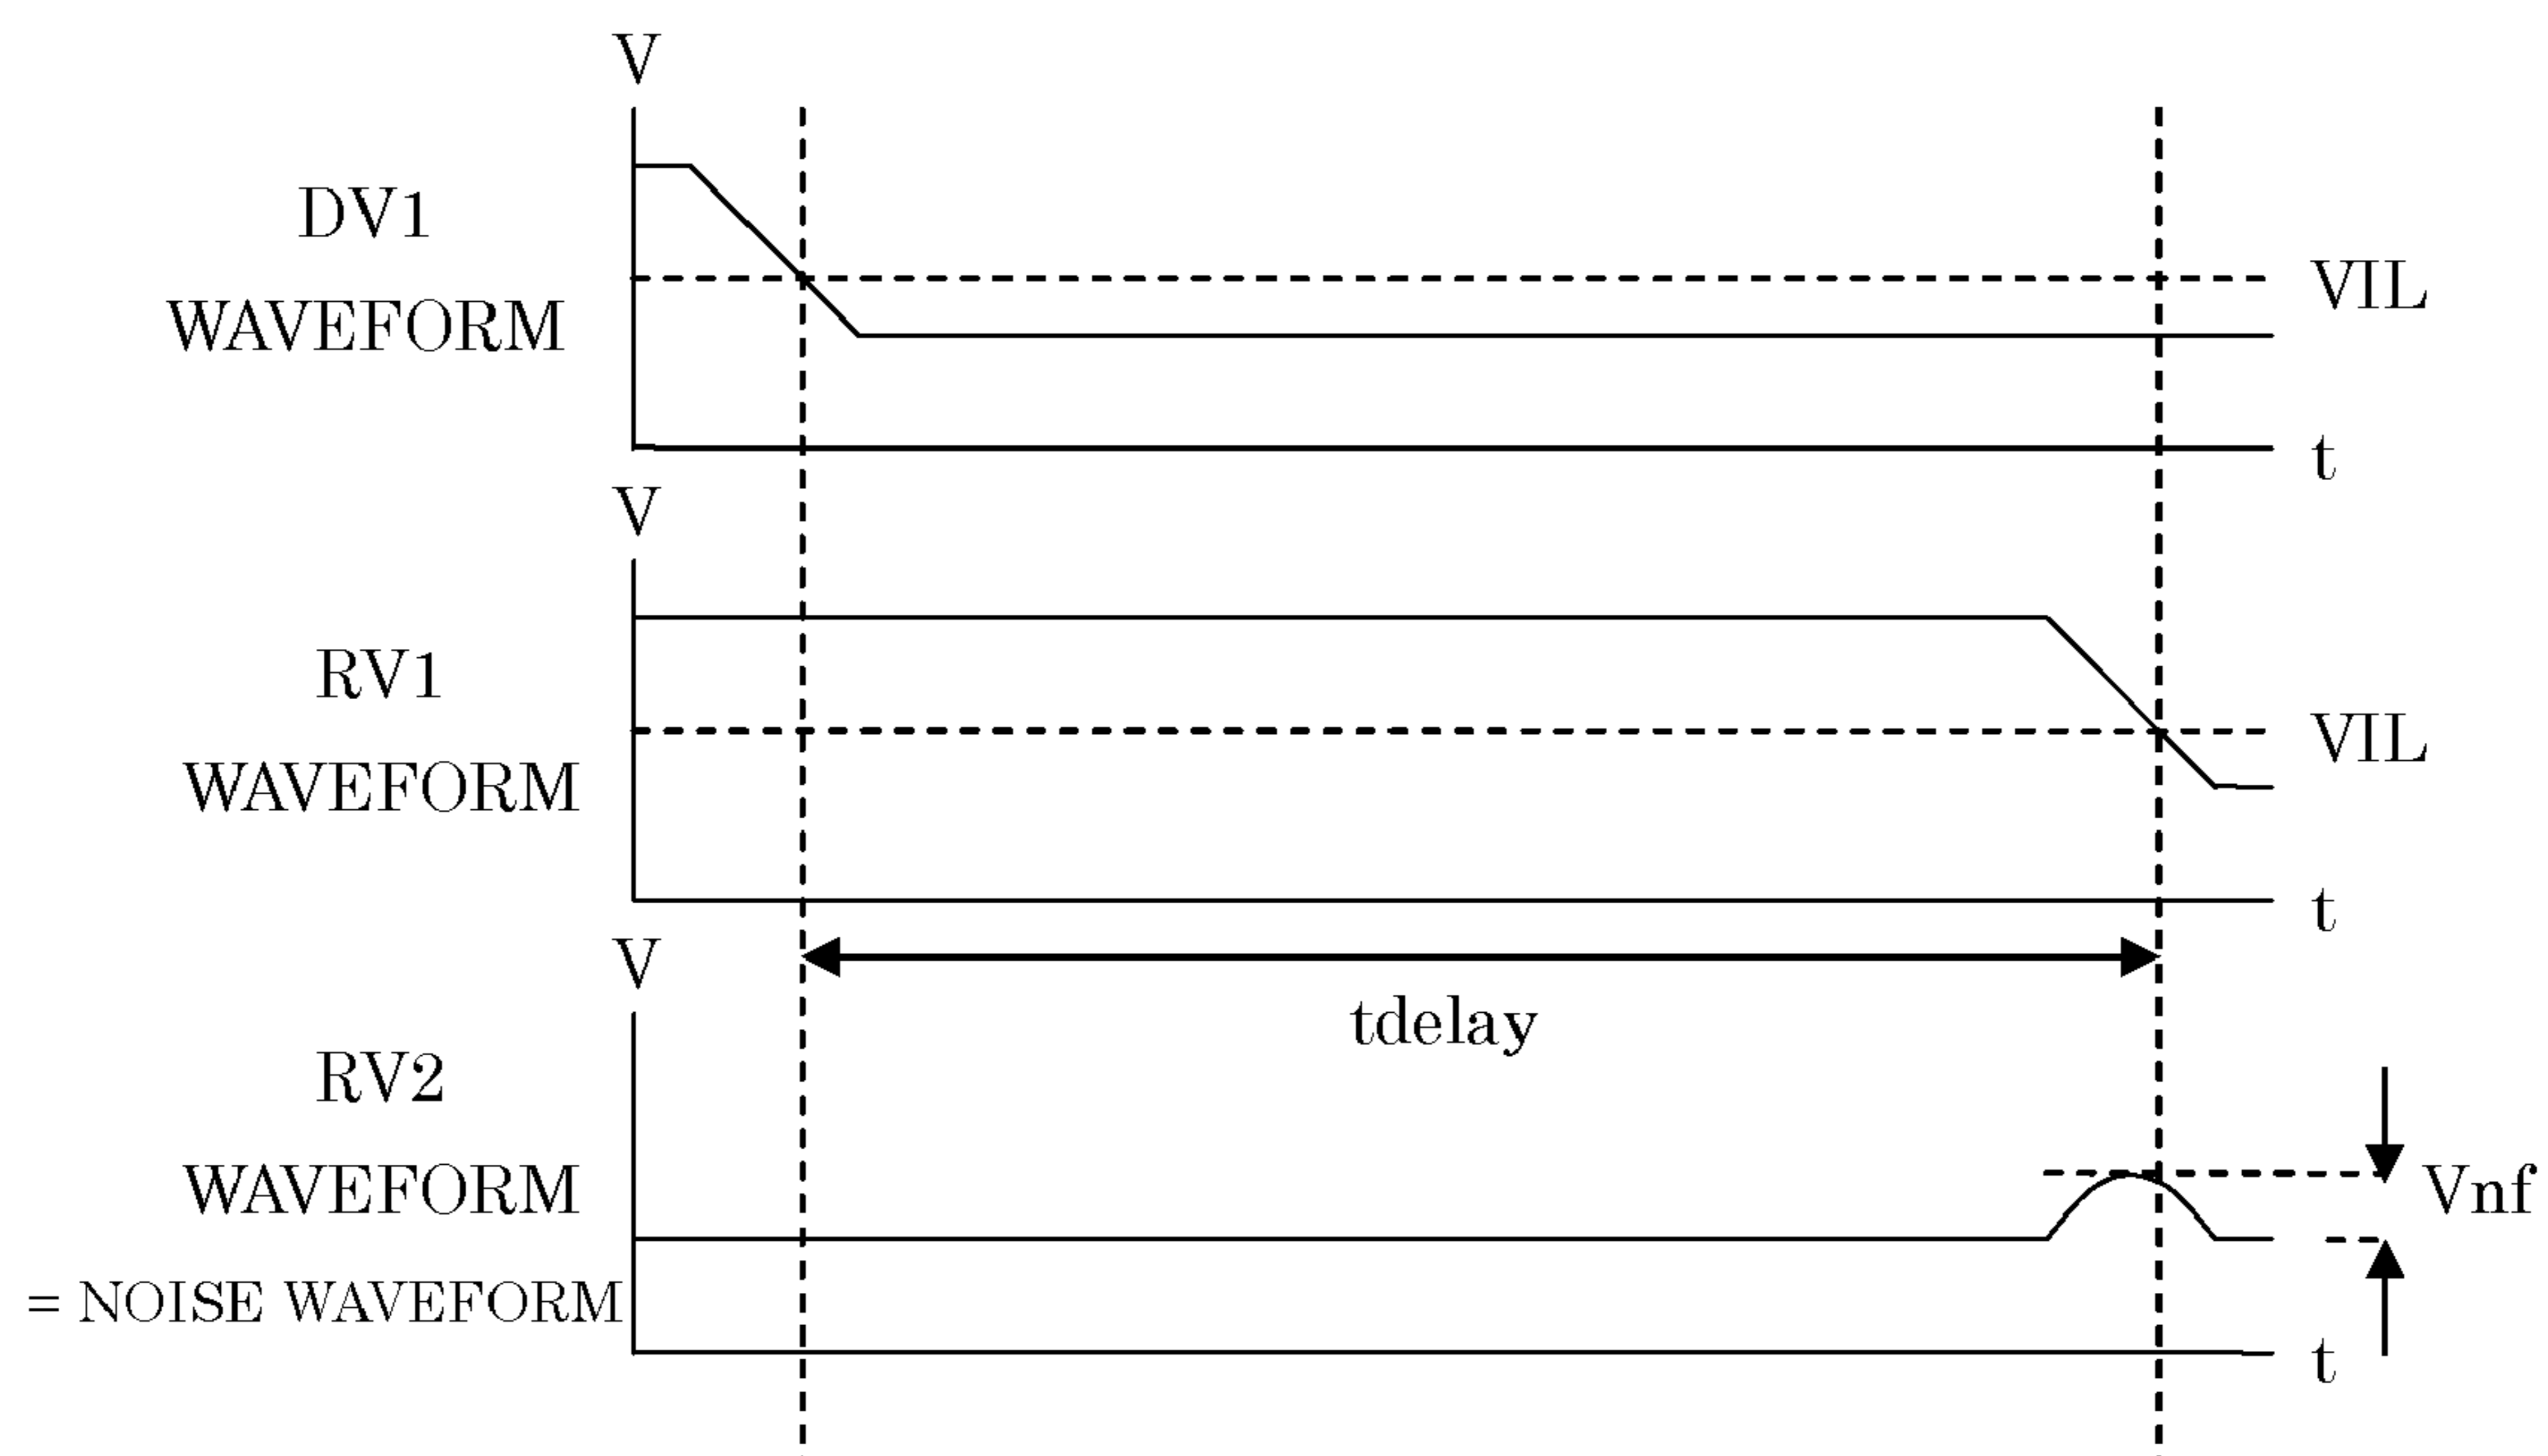 V
DV1
WAVEFORM
VIL
t
V
RV1
WAVEFORM
VIL
t
V
tdelay
RV2
WAVEFORM
= NOISE WAVEFORM
Vnf
t